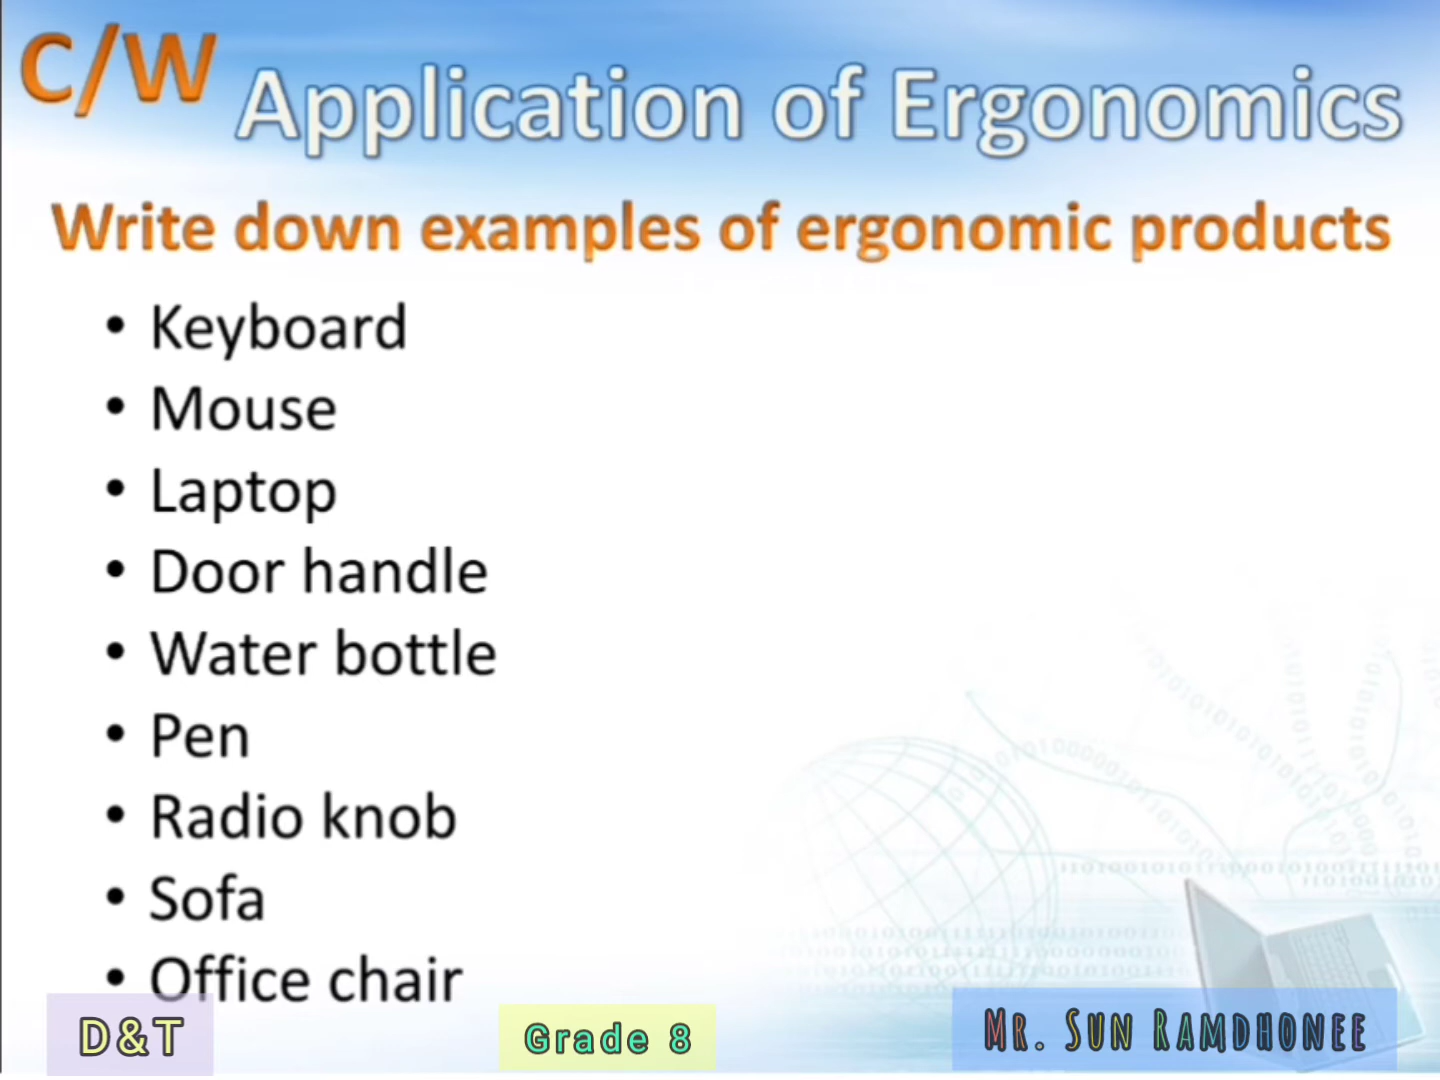 C/W
Application of Ergonomics
Write down examples of ergonomic products
• Keyboard
• Mouse
• Laptop
• Door handle
• Water bottle
• Pen
• Radio knob
• Sofa
• Office chair
D&T
Grade 8
Mr. Sun Ramdhonee